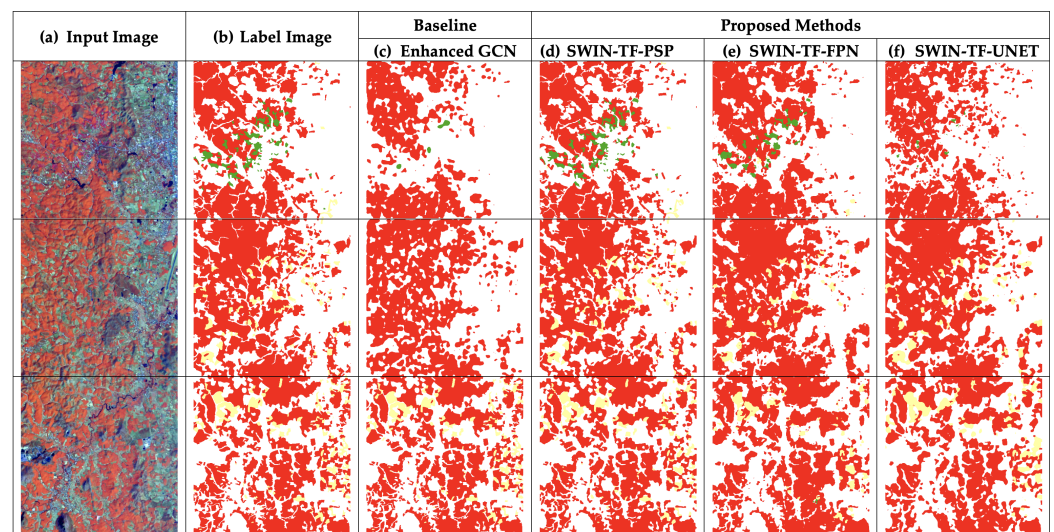 (a) Input Image
(b) Label Image
Baseline
Proposed Methods
(c) Enhanced GCN
(d) SWIN-TF-PSP
(e) SWIN-TF-FPN
(f) SWIN-TF-UNET